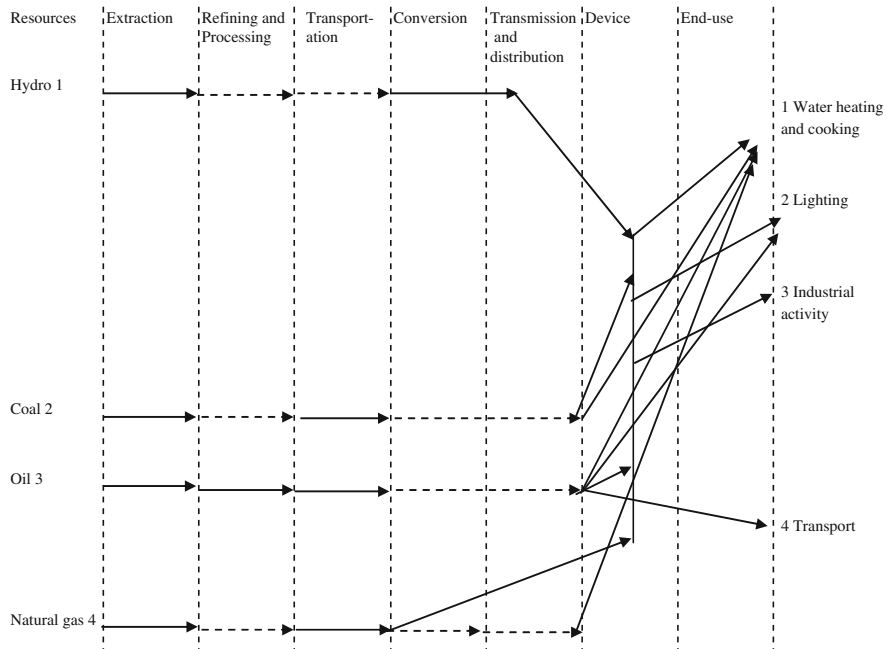 Resources
Extraction
Refining and
Processing
Transport-
ation
Conversion
Transmission
and
distribution
Device
End-use
Hydro 1
1 Water heating
and cooking
2 Lighting
3 Industrial
activity
Coal 2
Oil 3
4 Transport
Natural gas 4